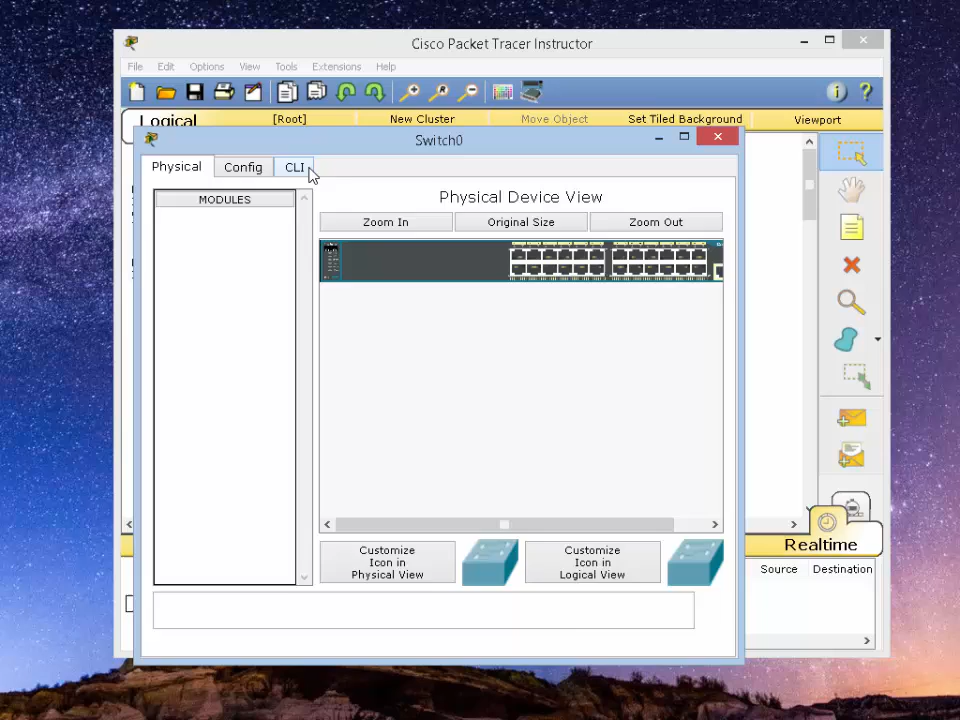 Cisco Packet Tracer Instructor
File Edit Options View Tools Extensions Help
Logical [Root] New Cluster Move Object Set Tiled Background Viewport
Switch0
Physical Config CLI
MODULES
Physical Device View
Zoom In Original Size Zoom Out
Customize
Icon in
Physical View
Customize
Icon in
Logical View
Realtime
Source Destination